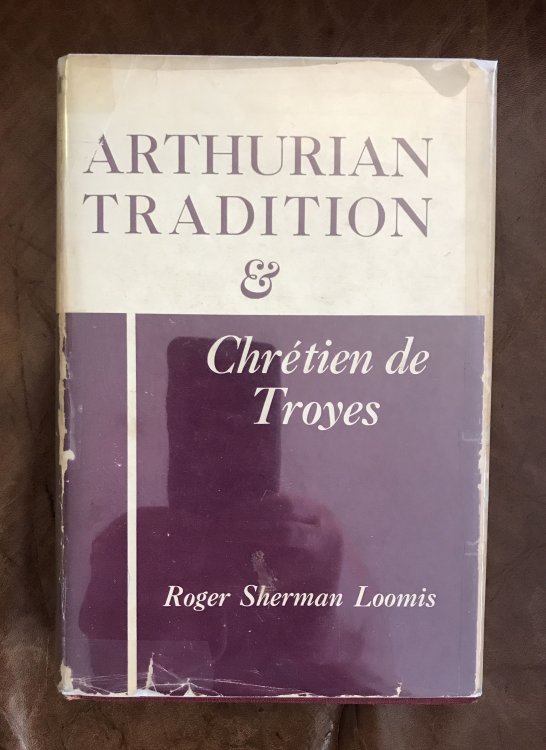 ARTHURIAN
TRADITION
&
Chrétien de
Troyes
Roger Sherman Loomis